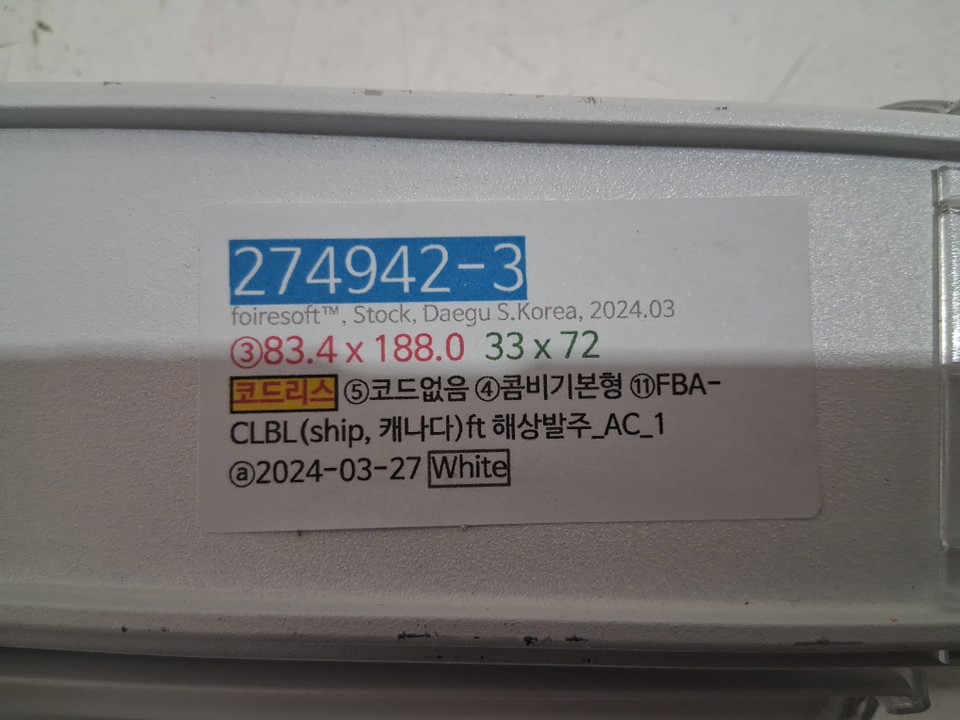 274942-3
foiresoft™, Stock, Daegu S.Korea, 2024.03
③83.4 x 188.0 33 x 72
코드리스 ⑤코드없음 ④콤비기본형 ⑪FBA-
CLBL(ship, 캐나다)ft 해상발주_AC_1
ⓐ2024-03-27 White